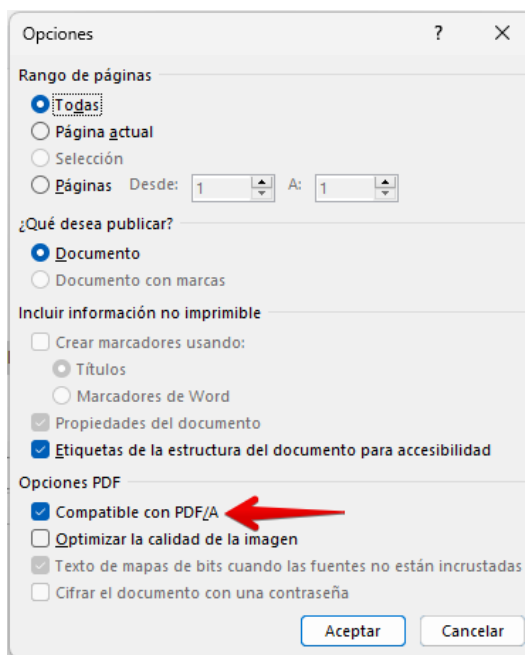 Opciones ? ×
Rango de páginas
Todas
Página actual
Selección
Páginas Desde: 1 A: 1
¿Qué desea publicar?
Documento
Documento con marcas
Incluir información no imprimible
Crear marcadores usando:
Títulos
Marcadores de Word
Propiedades del documento
Etiquetas de la estructura del documento para accesibilidad
Opciones PDF
Compatible con PDF/A
Optimizar la calidad de la imagen
Texto de mapas de bits cuando las fuentes no están incrustadas
Cifrar el documento con una contraseña
Aceptar Cancelar